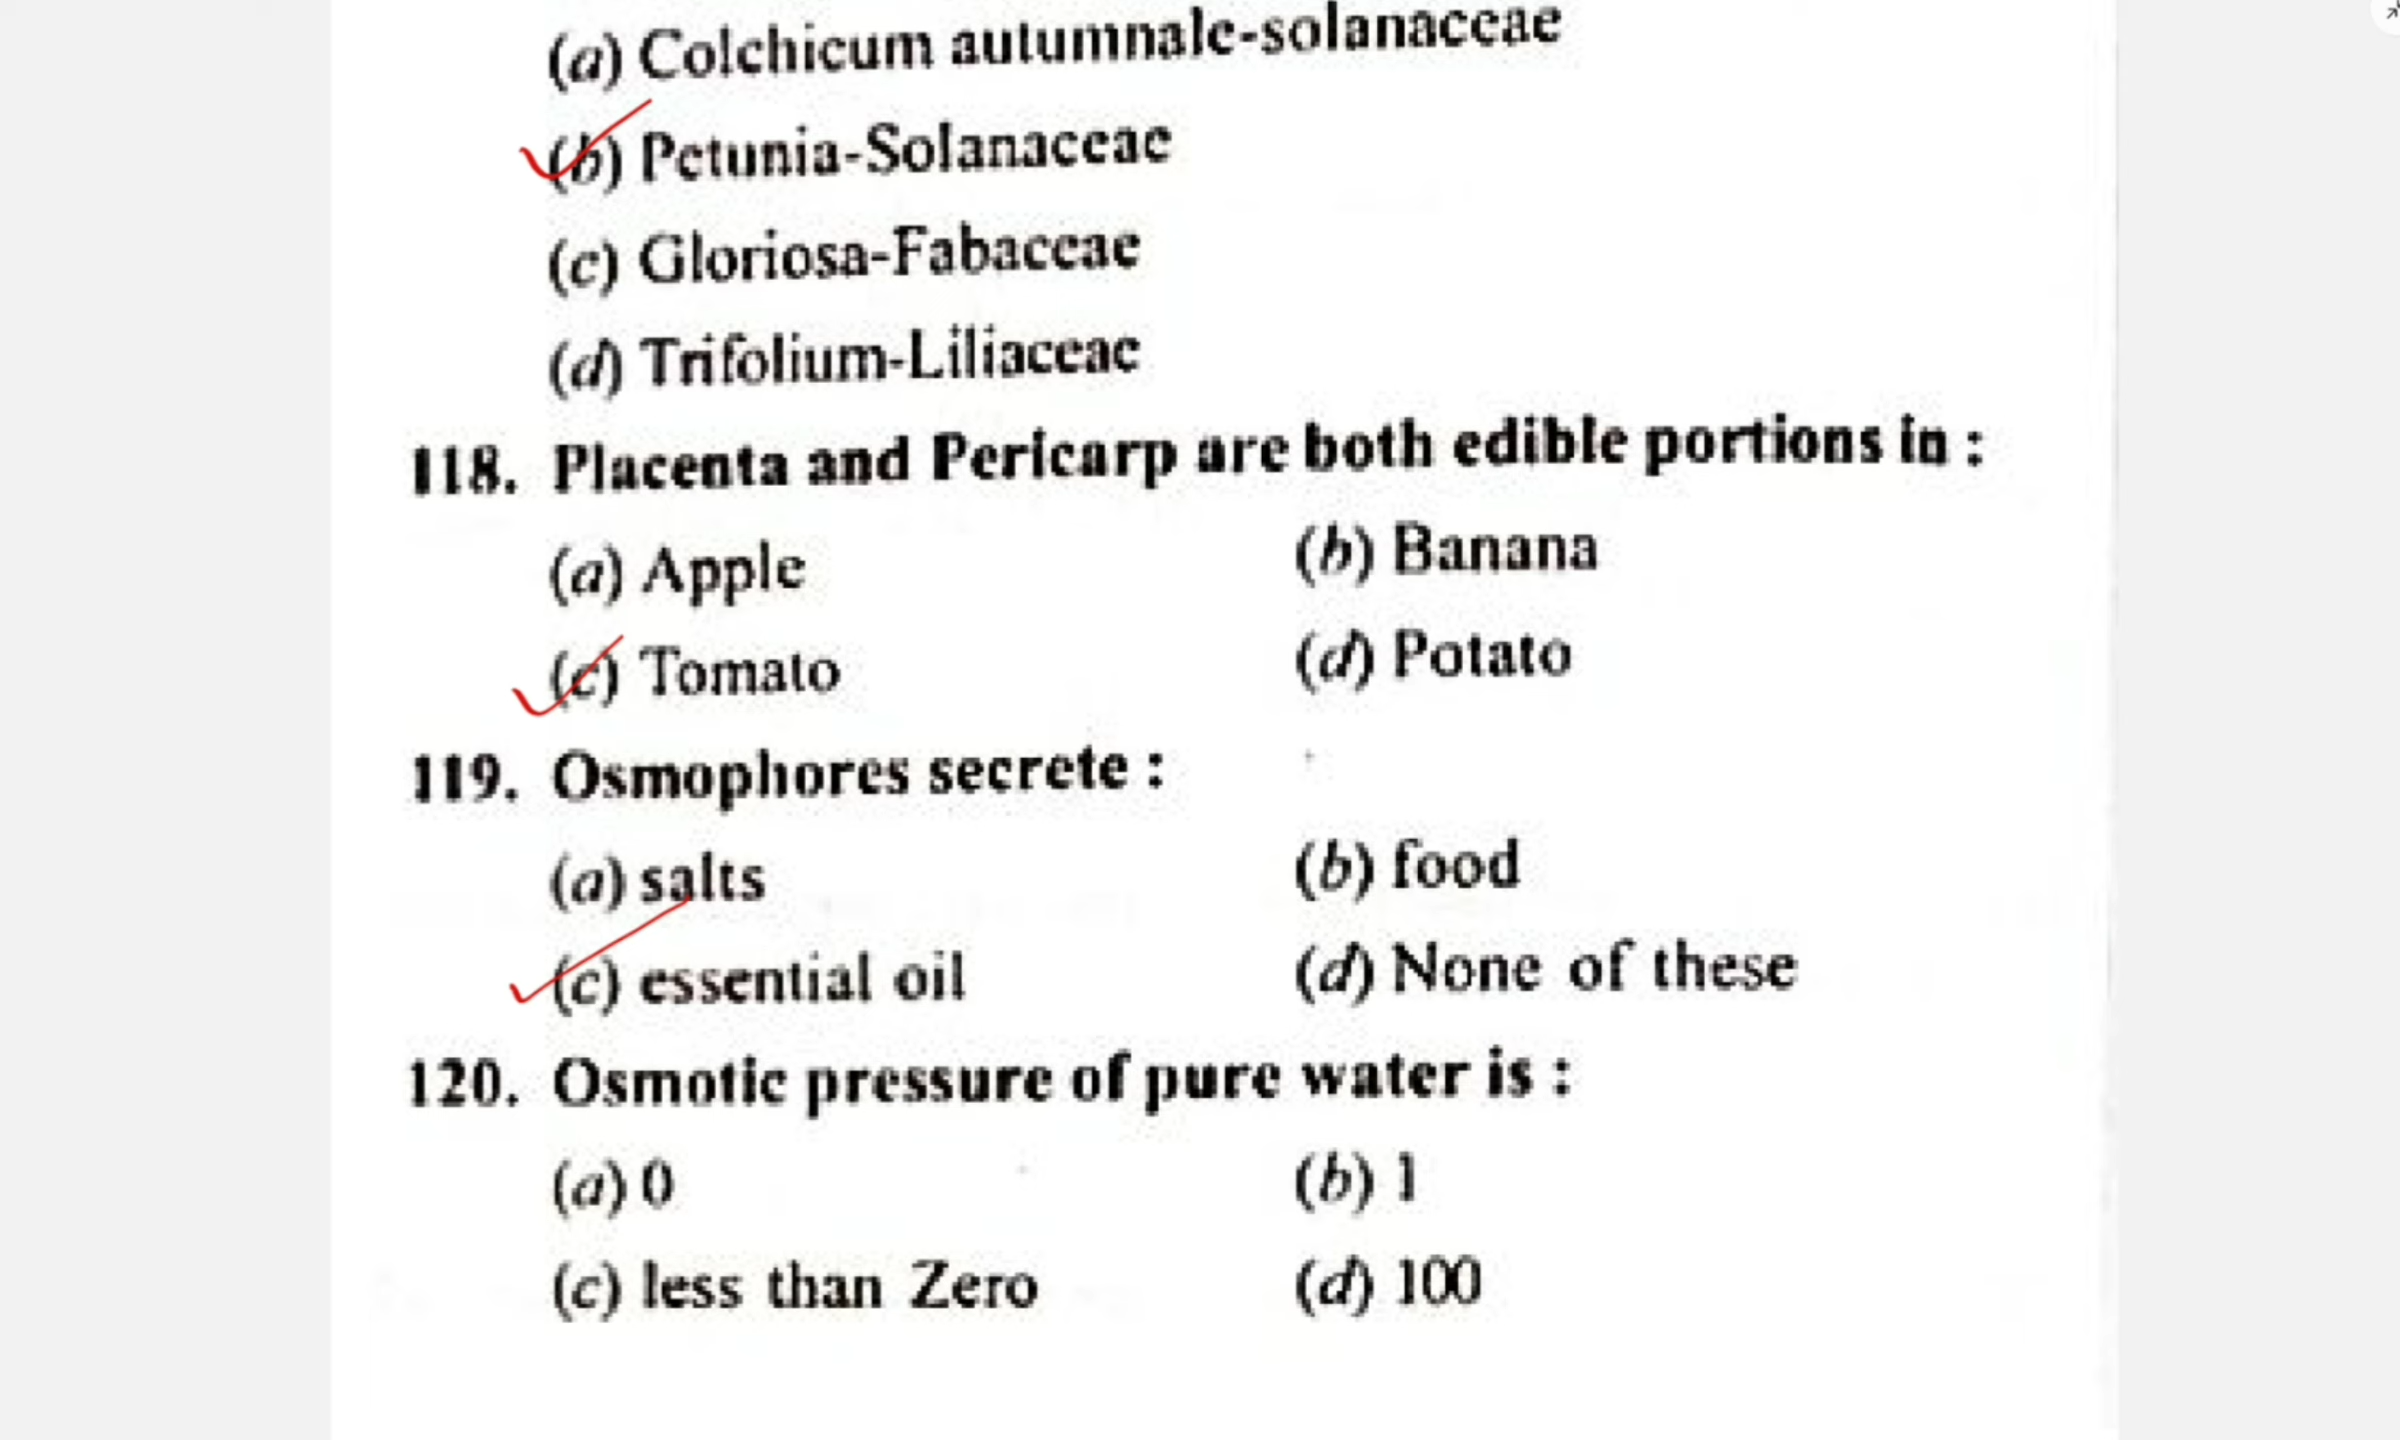 (a) Colchicum autumnale-solanaceae
(b) Petunia-Solanaceae
(c) Gloriosa-Fabaceae
(d) Trifolium-Liliaceae
118. Placenta and Pericarp are both edible portions in :
(a) Apple (b) Banana
(c) Tomato (d) Potato
119. Osmophores secrete :
(a) salts (b) food
(c) essential oil (d) None of these
120. Osmotic pressure of pure water is :
(a) 0 (b) 1
(c) less than Zero (d) 100